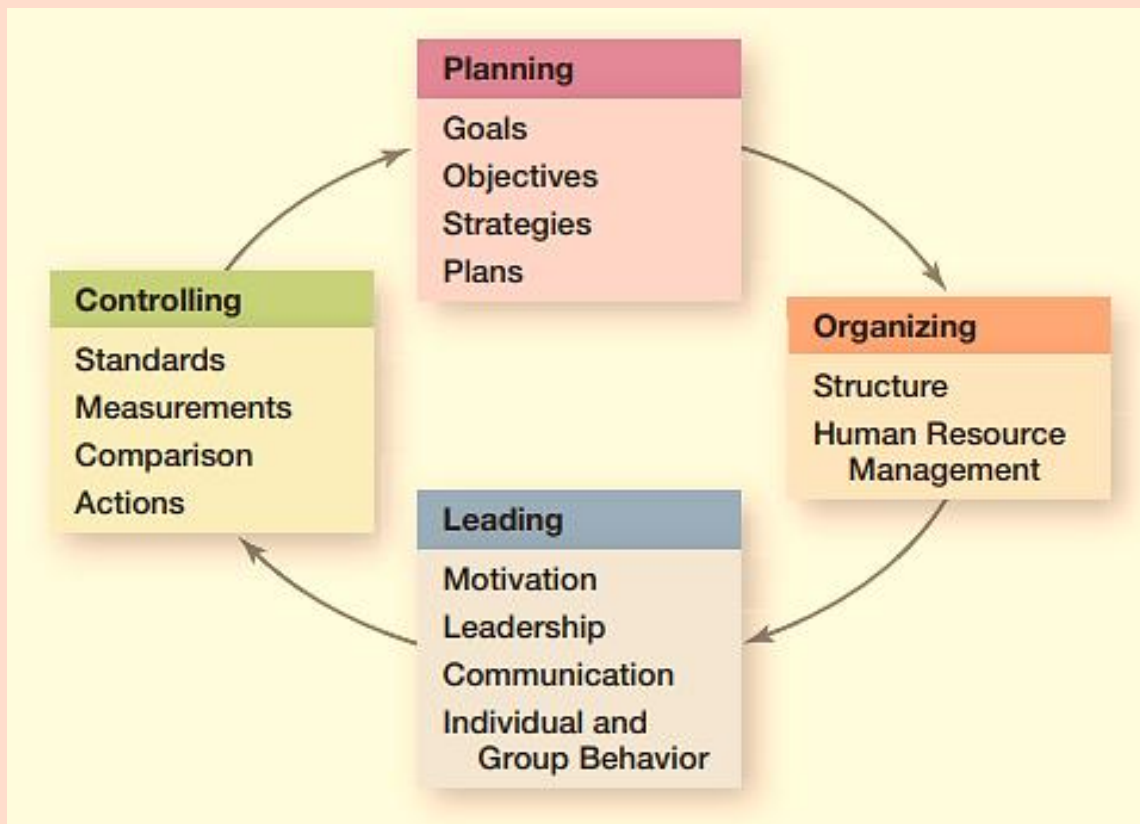 Planning
Goals
Objectives
Strategies
Plans
Organizing
Structure
Human Resource
Management
Leading
Motivation
Leadership
Communication
Individual and
Group Behavior
Controlling
Standards
Measurements
Comparison
Actions